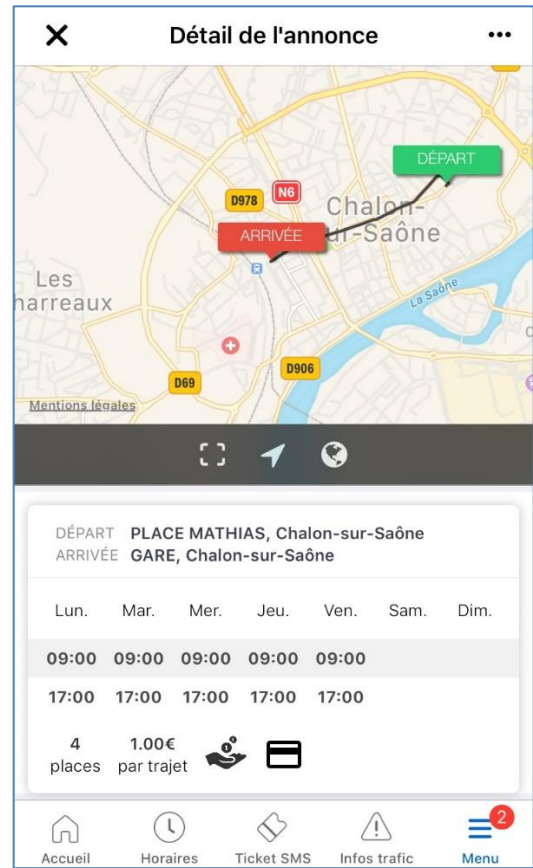 Détail de l'annonce
DÉPART
D978
N6
Chalon-
ARRIVÉE
ur-Saône
Les
harreaux
La Saône
D906
D69
Mentions légales
DÉPART PLACE MATHIAS, Chalon-sur-Saône
ARRIVÉE GARE, Chalon-sur-Saône
Lun. Mar. Mer. Jeu. Ven. Sam. Dim.
09:00 09:00 09:00 09:00 09:00
17:00 17:00 17:00 17:00 17:00
4 1.00€
places par trajet
2
Accueil Horaires Ticket SMS Infos trafic Menu